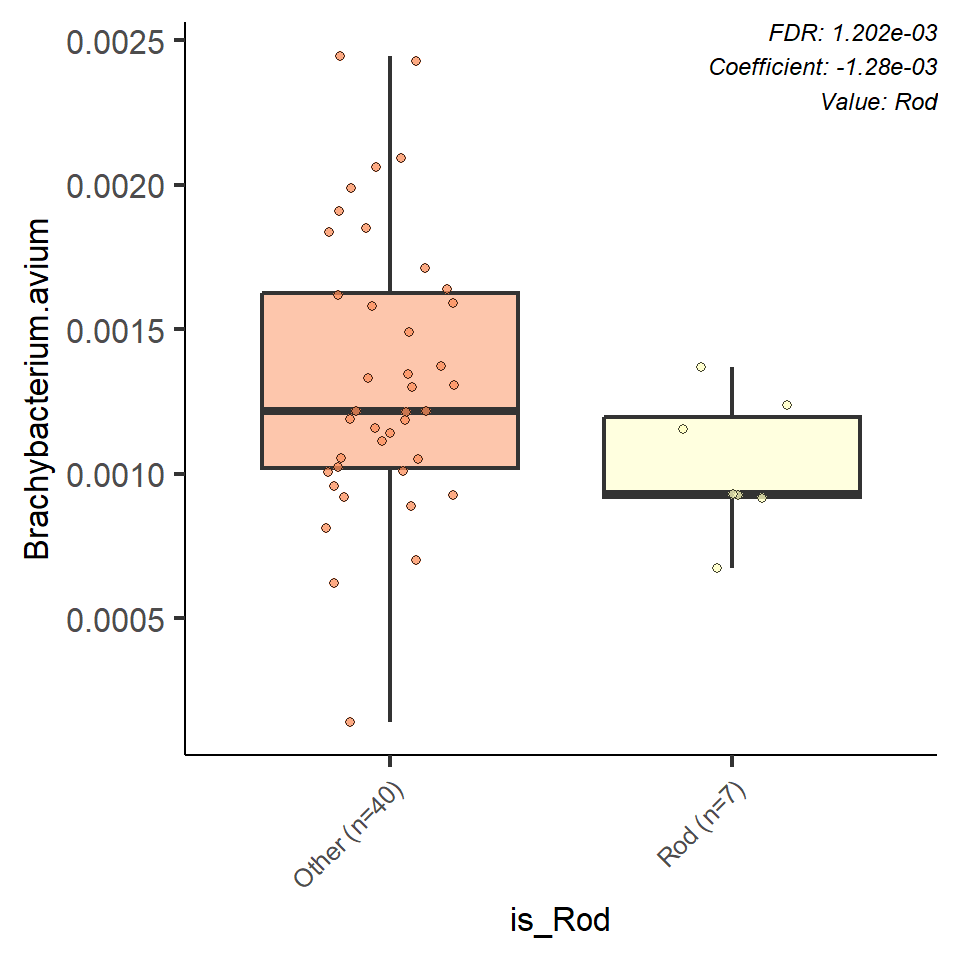 FDR: 1.202e-03
Coefficient: -1.28e-03
Value: Rod
0.0025
0.0020
0.0015
0.0010
0.0005
Brachybacterium.avium
Other (n=40)
Rod (n=7)
is_Rod